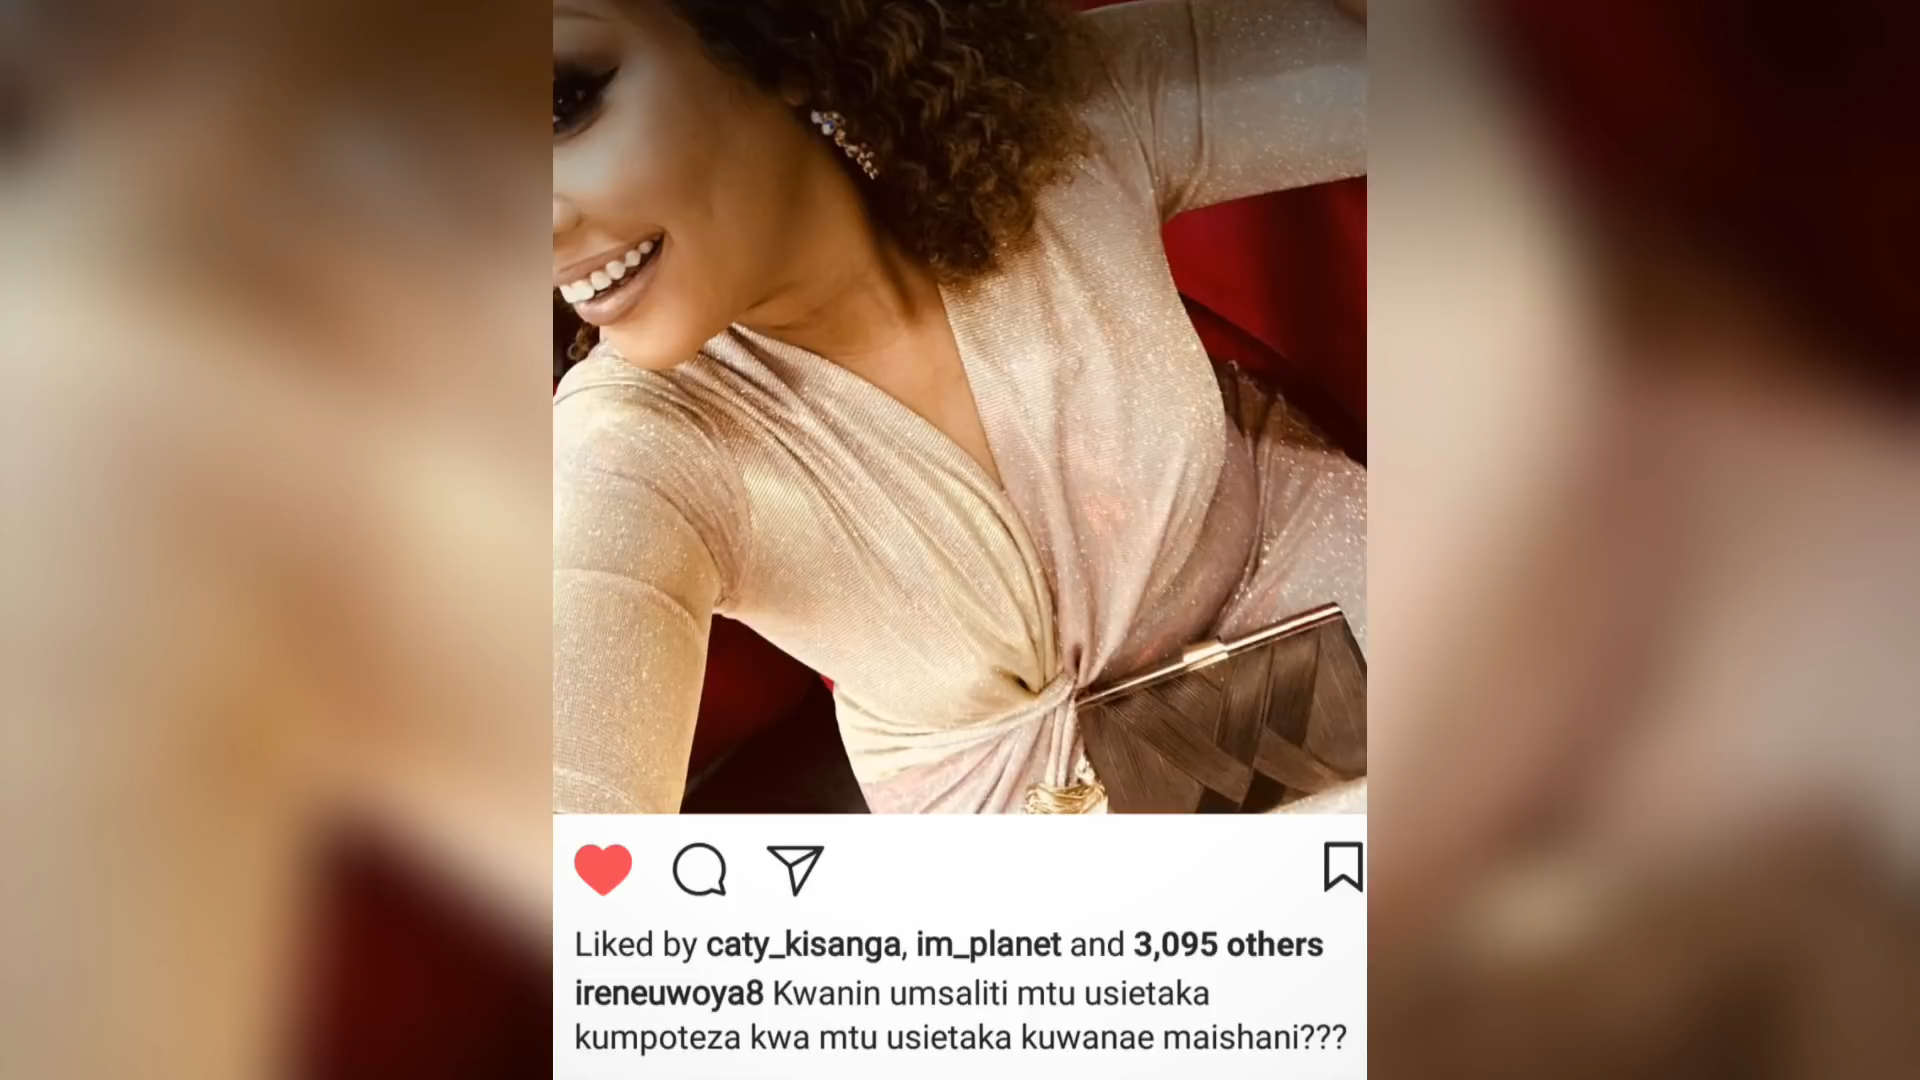 Liked by caty_kisanga, im_planet and 3,095 others
ireneuwoya8 Kwanin umsaliti mtu usietaka
kumpoteza kwa mtu usietaka kuwanae maishani???